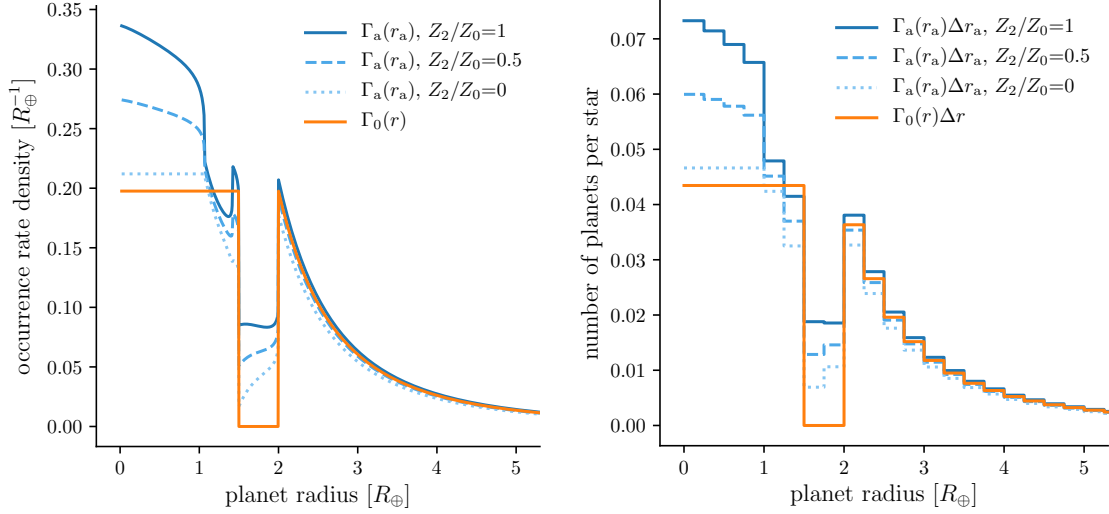 occurrence rate density [R⊕⁻¹]
0.35
0.30
0.25
0.20
0.15
0.10
0.05
0.00
0 1 2 3 4 5
planet radius [R⊕]
Γₐ(rₐ), Z₂/Z₀=1
Γₐ(rₐ), Z₂/Z₀=0.5
Γₐ(rₐ), Z₂/Z₀=0
Γ₀(r)
number of planets per star
0.07
0.06
0.05
0.04
0.03
0.02
0.01
0.00
0 1 2 3 4 5
planet radius [R⊕]
Γₐ(rₐ)Δrₐ, Z₂/Z₀=1
Γₐ(rₐ)Δrₐ, Z₂/Z₀=0.5
Γₐ(rₐ)Δrₐ, Z₂/Z₀=0
Γ₀(r)Δr